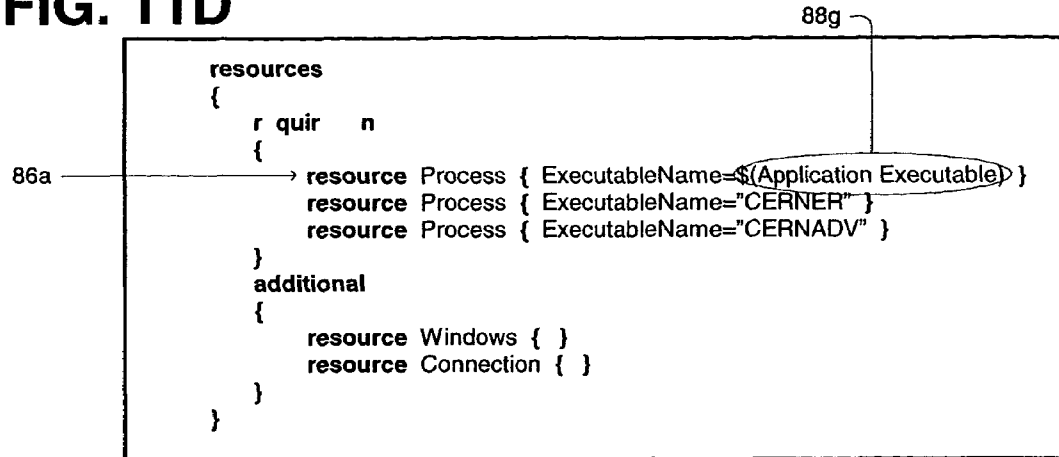 FIG. 11D
88g
resources
{
r quir n
{
86a
resource Process { ExecutableName=$(Application Executable) }
resource Process { ExecutableName="CERNER" }
resource Process { ExecutableName="CERNADV" }
}
additional
{
resource Windows { }
resource Connection { }
}
}